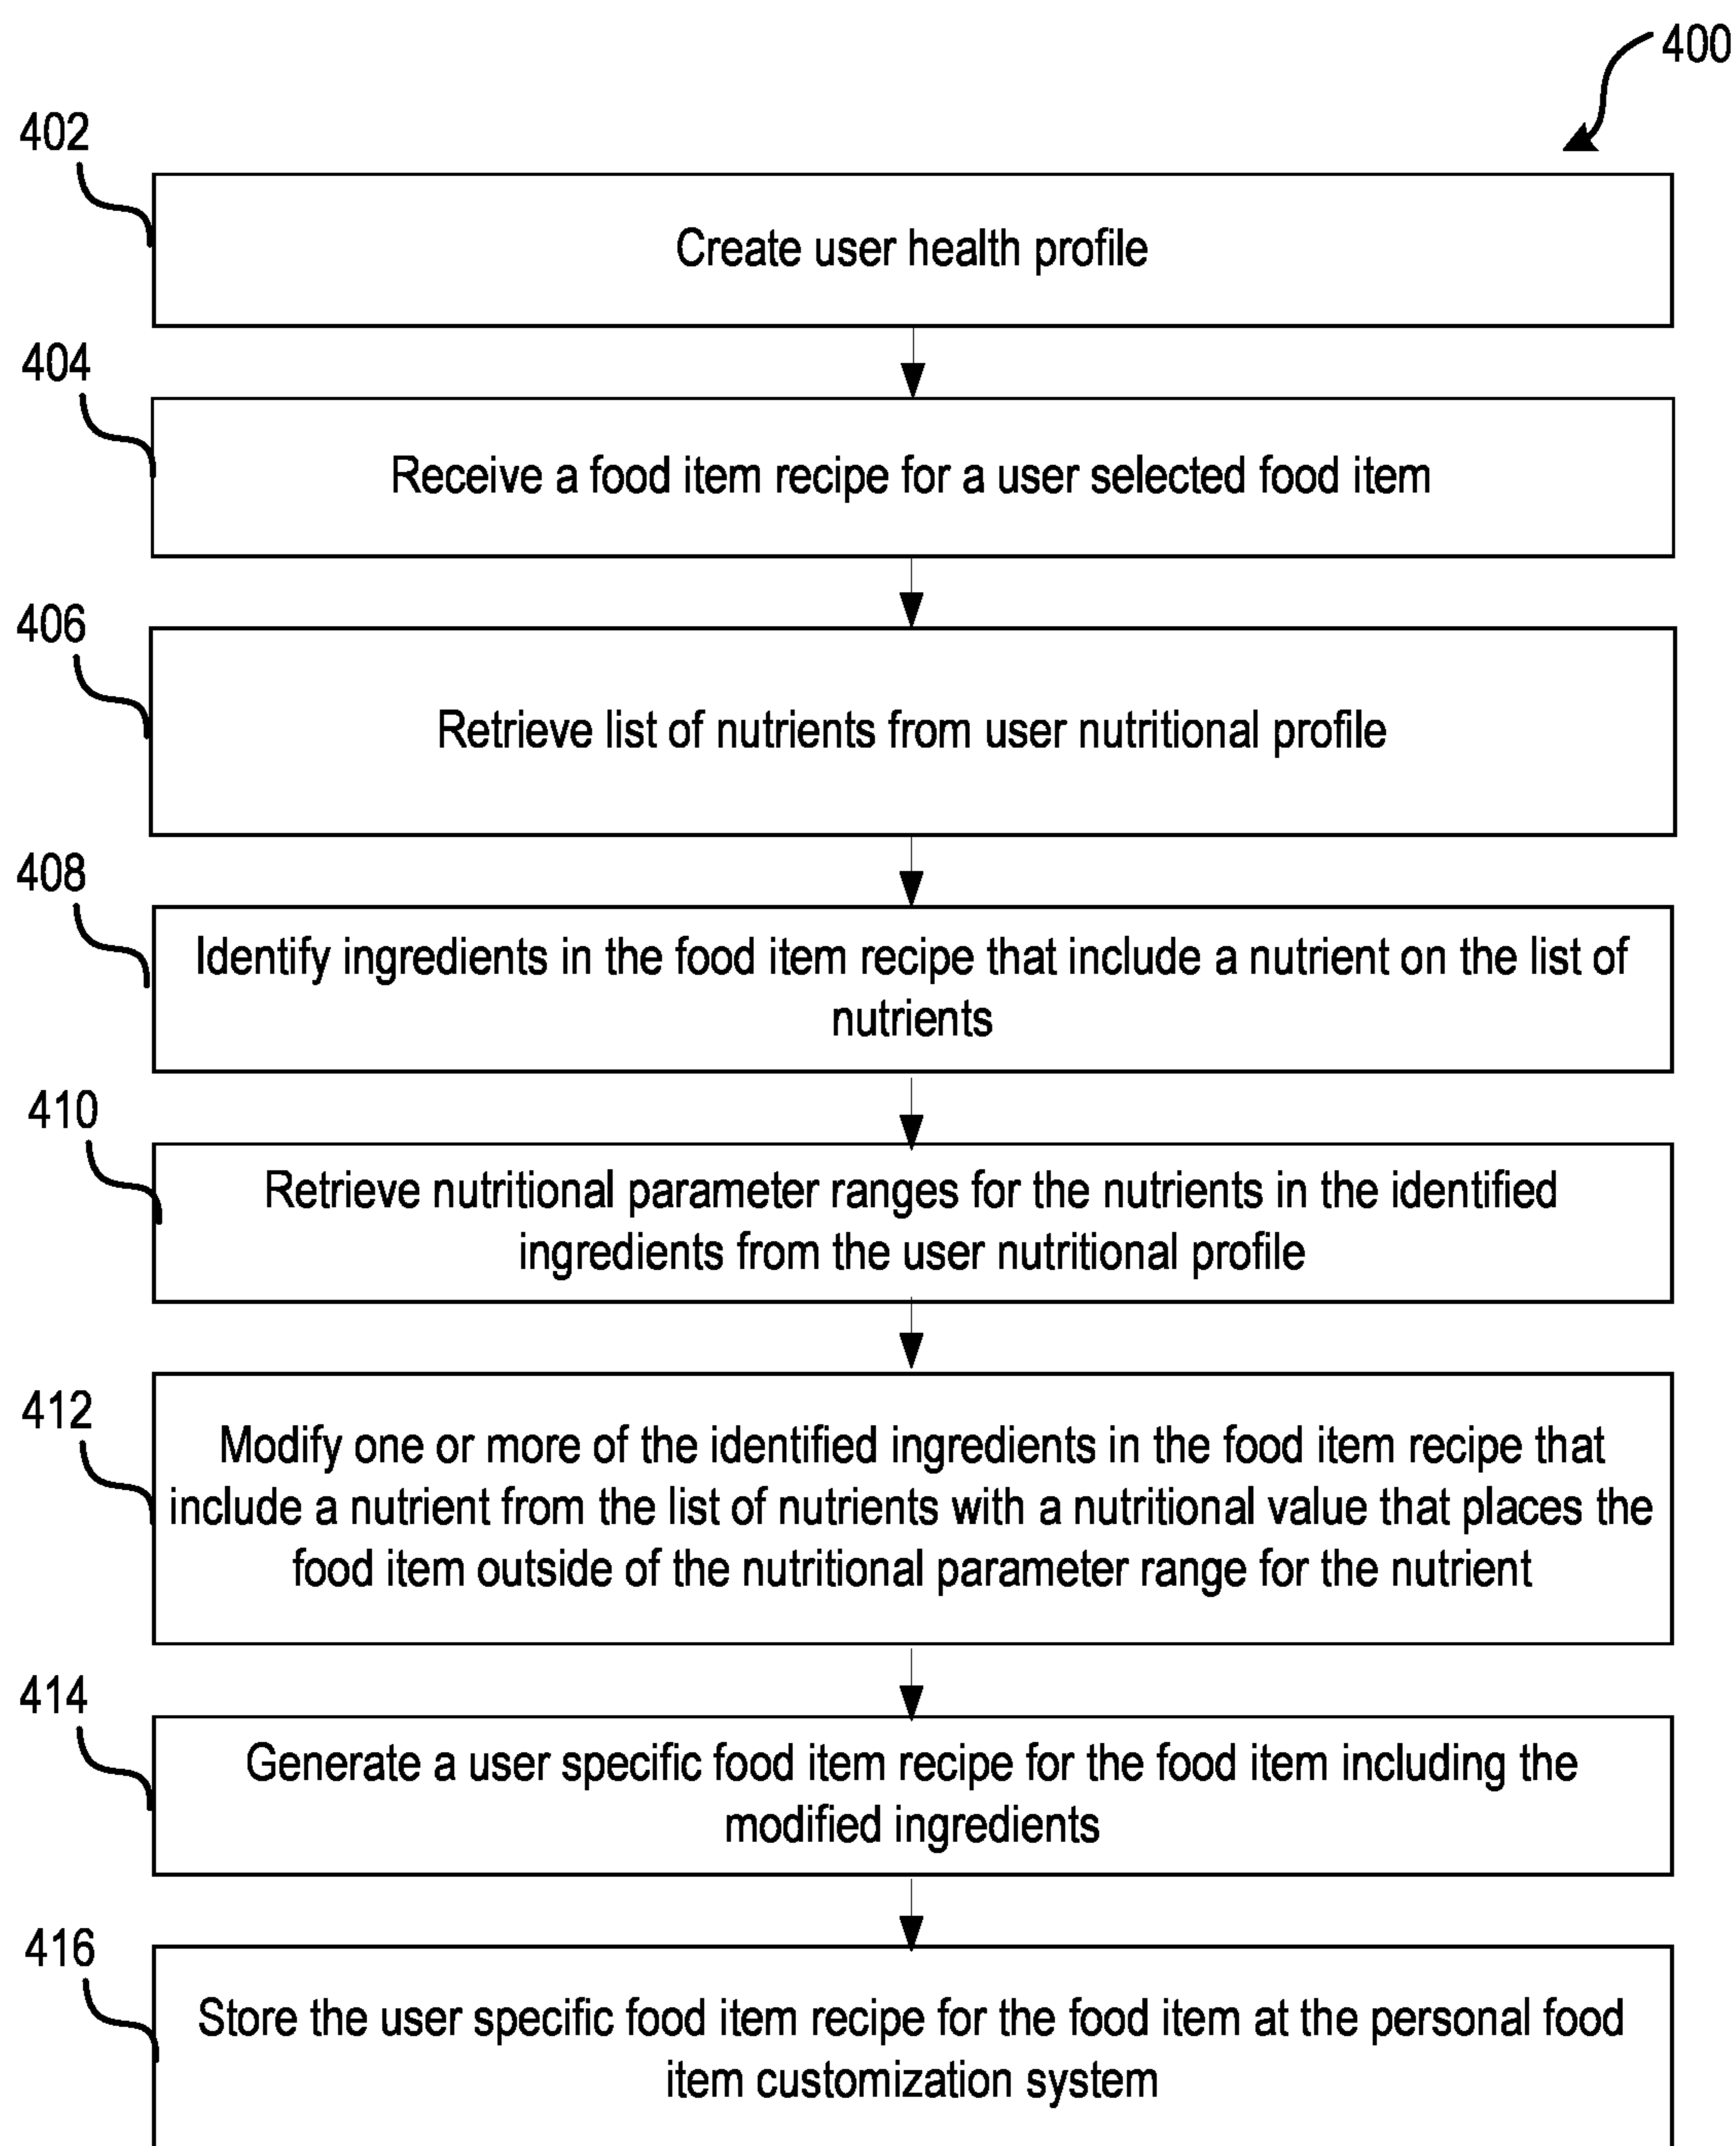 400
402
Create user health profile
404
Receive a food item recipe for a user selected food item
406
Retrieve list of nutrients from user nutritional profile
408
Identify ingredients in the food item recipe that include a nutrient on the list of
nutrients
410
Retrieve nutritional parameter ranges for the nutrients in the identified
ingredients from the user nutritional profile
412
Modify one or more of the identified ingredients in the food item recipe that
include a nutrient from the list of nutrients with a nutritional value that places the
food item outside of the nutritional parameter range for the nutrient
414
Generate a user specific food item recipe for the food item including the
modified ingredients
416
Store the user specific food item recipe for the food item at the personal food
item customization system